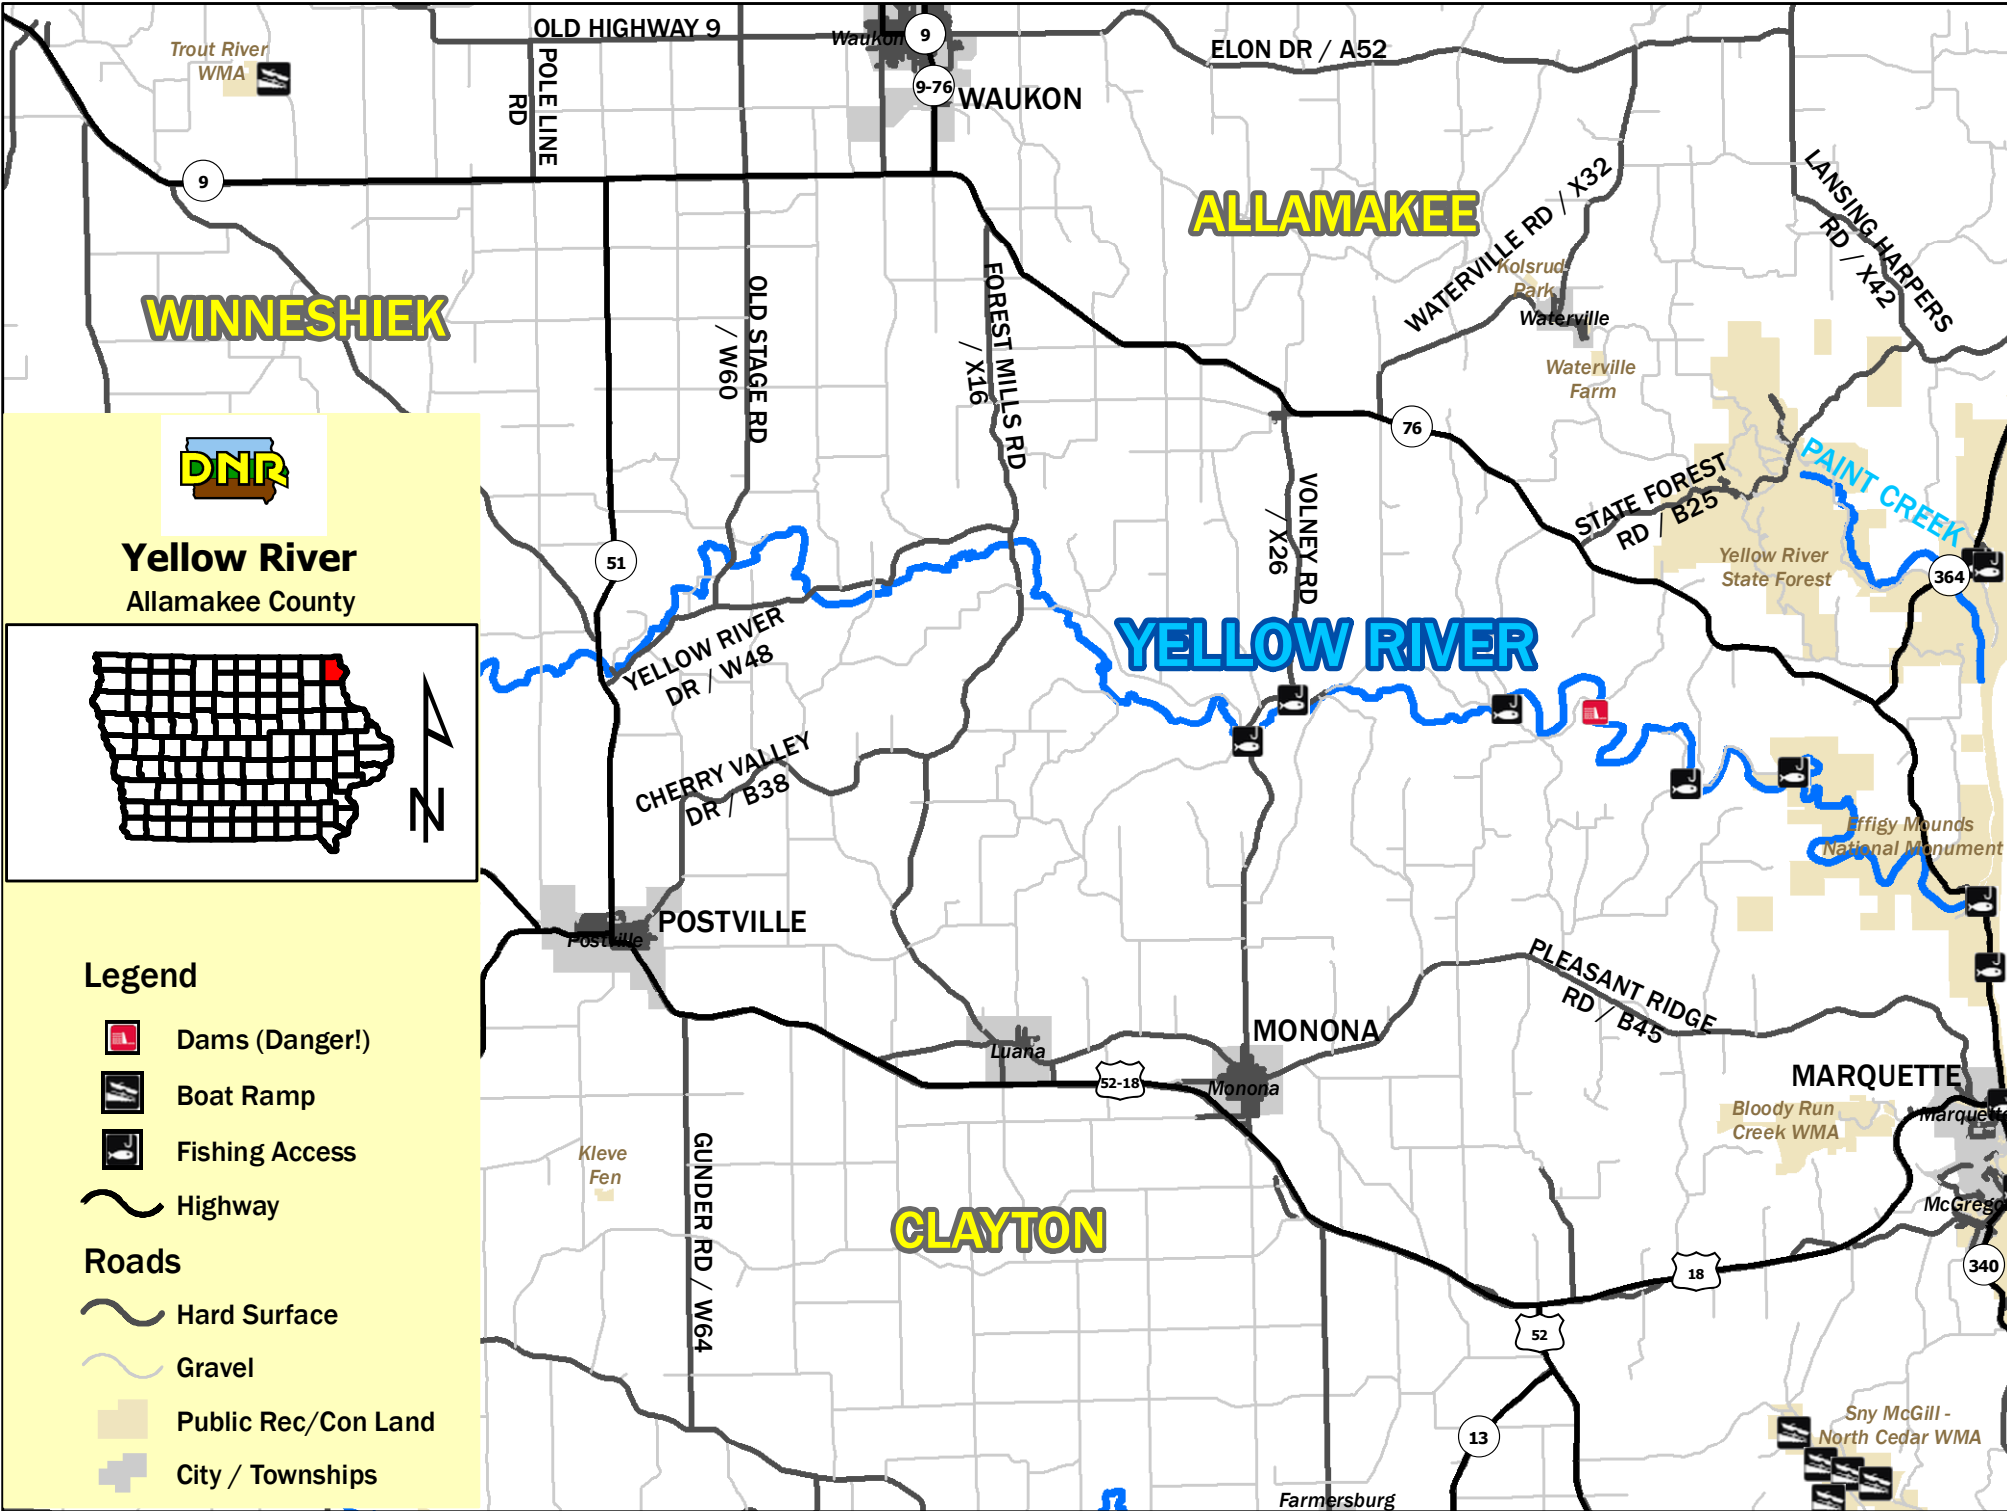 OLD HIGHWAY 9
Waukon
9
9-76
WAUKON
ELON DR / A52
Trout River
WMA
POLE LINE
RD
9
ALLAMAKEE
WATERVILLE RD / X32
LANSING HARPERS
RD / X42
Kolsrud
Park
Waterville
Waterville
Farm
WINNESHIEK
OLD STAGE RD
/ W60
FOREST MILLS RD
/ X16
76
VOLNEY RD
/ X26
STATE FOREST
RD / B25
PAINT CREEK
Yellow River
State Forest
364
51
YELLOW RIVER
DR / W48
YELLOW RIVER
CHERRY VALLEY
DR / B38
Effigy Mounds
National Monument
POSTVILLE
Postville
PLEASANT RIDGE
RD / B45
MONONA
Monona
Luana
52-18
MARQUETTE
Marquette
Bloody Run
Creek WMA
McGrego
Kleve
Fen
GUNDER RD / W64
CLAYTON
18
340
52
13
Sny McGill -
North Cedar WMA
Farmersburg
DNR
Yellow River
Allamakee County
N
Legend
Dams (Danger!)
Boat Ramp
Fishing Access
Highway
Roads
Hard Surface
Gravel
Public Rec/Con Land
City / Townships